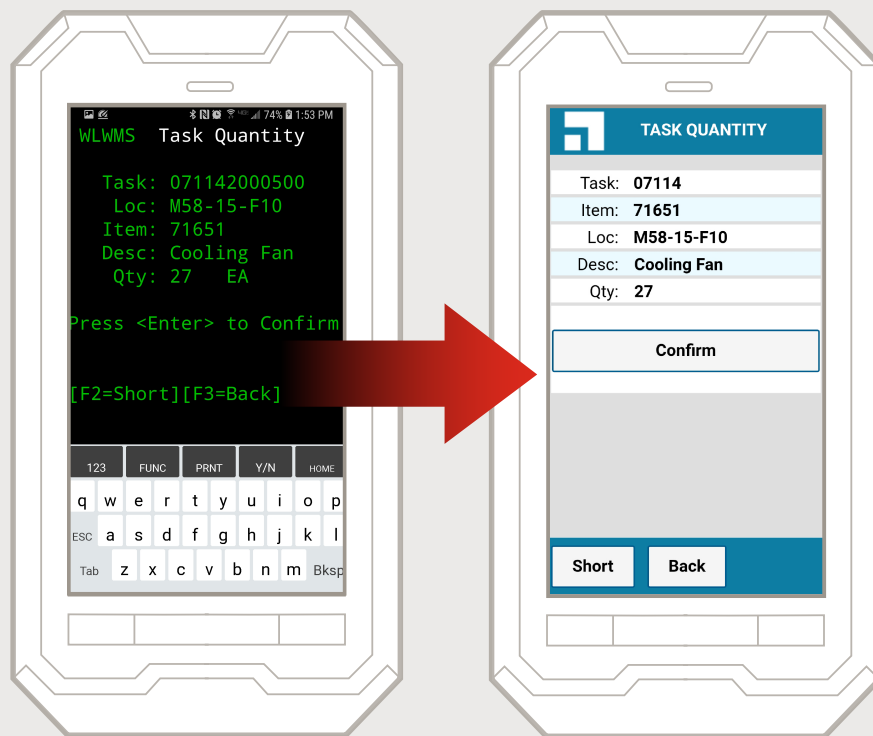 74% 1:53 PM
WLWMS Task Quantity
Task: 071142000500
Loc: M58-15-F10
Item: 71651
Desc: Cooling Fan
Qty: 27 EA
Press <Enter> to Confirm
[F2=Short][F3=Back]
123 FUNC PRNT Y/N HOME
q w e r t y u i o p
ESC a s d f g h j k l
Tab z x c v b n m Bksp
TASK QUANTITY
Task: 07114
Item: 71651
Loc: M58-15-F10
Desc: Cooling Fan
Qty: 27
Confirm
Short Back